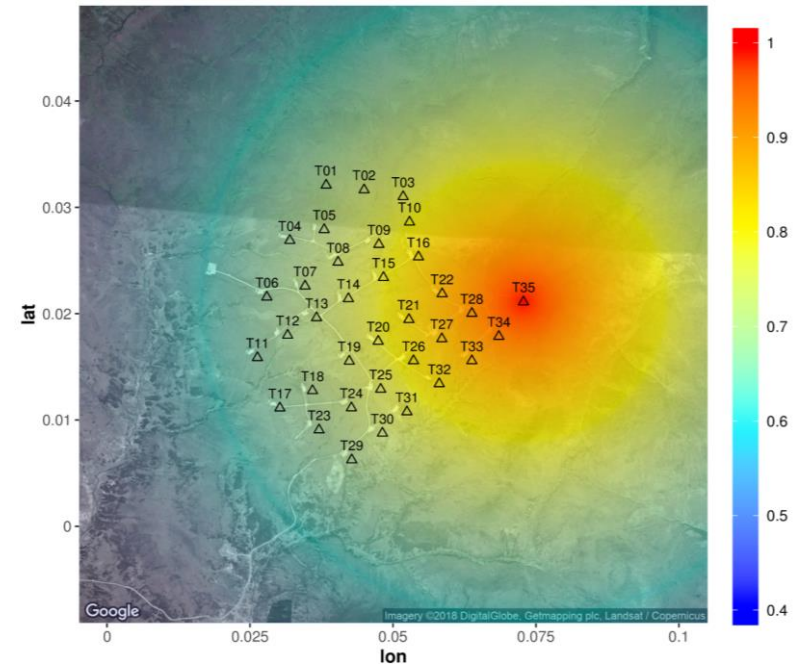 1
0.9
0.8
0.7
0.6
0.5
0.4
lat
0.04
0.03
0.02
0.01
0
T01
T02
T03
T10
T05
T04
T09
T16
T08
T15
T07
T22
T06
T14
T35
T28
T13
T21
T12
T34
T20
T27
T11
T19
T26
T33
T32
T25
T18
T17
T24
T31
T23
T30
T29
Google
Imagery ©2018 DigitalGlobe, Getmapping plc, Landsat / Copernicus
0
0.025
0.05
0.075
0.1
lon